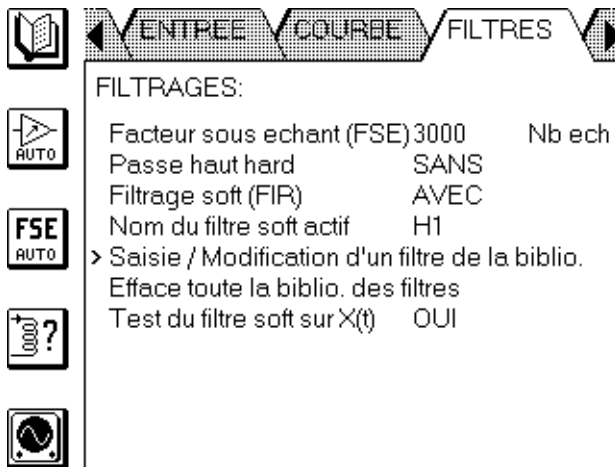 ENTREE COURBE FILTRES
FILTRAGES:
Facteur sous echant (FSE) 3000 Nb ech
Passe haut hard SANS
Filtrage soft (FIR) AVEC
Nom du filtre soft actif H1
> Saisie / Modification d'un filtre de la biblio.
Efface toute la biblio. des filtres
Test du filtre soft sur X(t) OUI
AUTO
FSE
AUTO
?